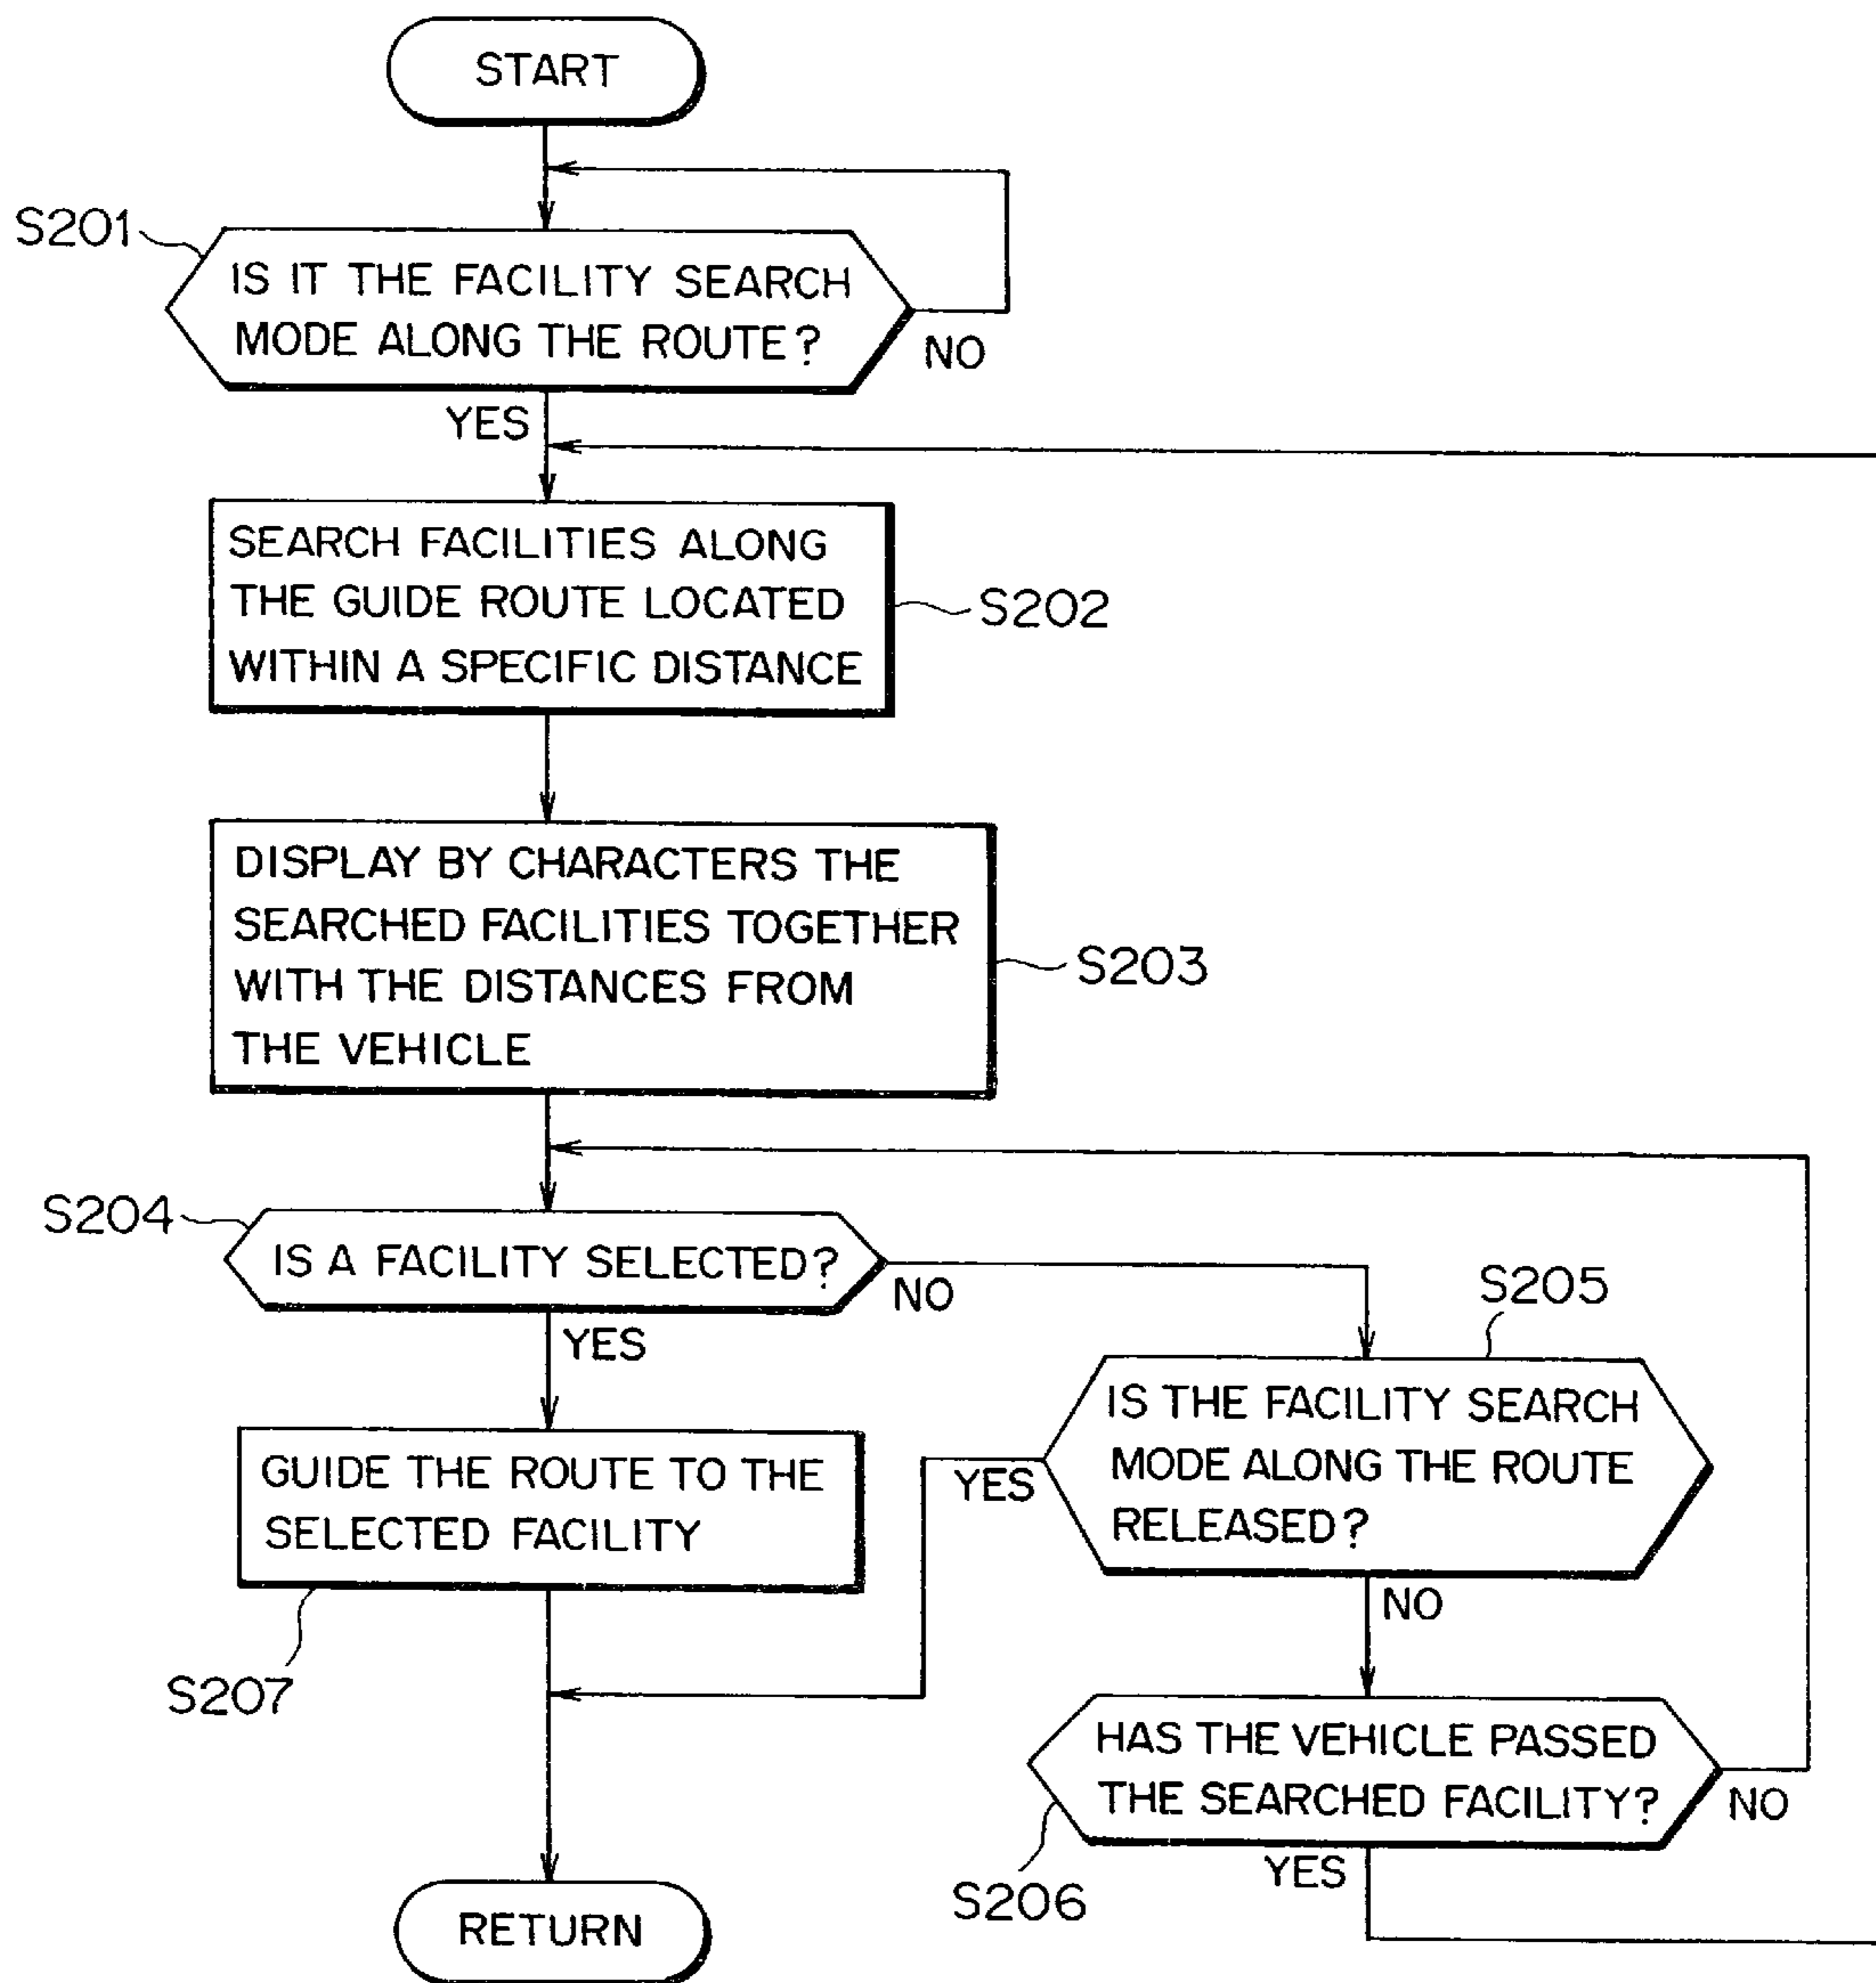 START
S201
IS IT THE FACILITY SEARCH
MODE ALONG THE ROUTE?
NO
YES
SEARCH FACILITIES ALONG
THE GUIDE ROUTE LOCATED
WITHIN A SPECIFIC DISTANCE
S202
DISPLAY BY CHARACTERS THE
SEARCHED FACILITIES TOGETHER
WITH THE DISTANCES FROM
THE VEHICLE
S203
S204
IS A FACILITY SELECTED?
NO
YES
S205
IS THE FACILITY SEARCH
MODE ALONG THE ROUTE
RELEASED?
YES
NO
GUIDE THE ROUTE TO THE
SELECTED FACILITY
S207
HAS THE VEHICLE PASSED
THE SEARCHED FACILITY?
NO
YES
S206
RETURN